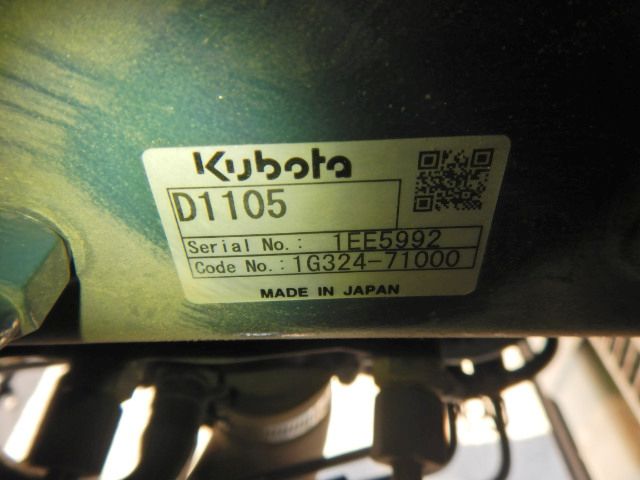 Kubota
D1105
Serial No.: 1EE5992
Code No.: 1G324-71000
MADE IN JAPAN